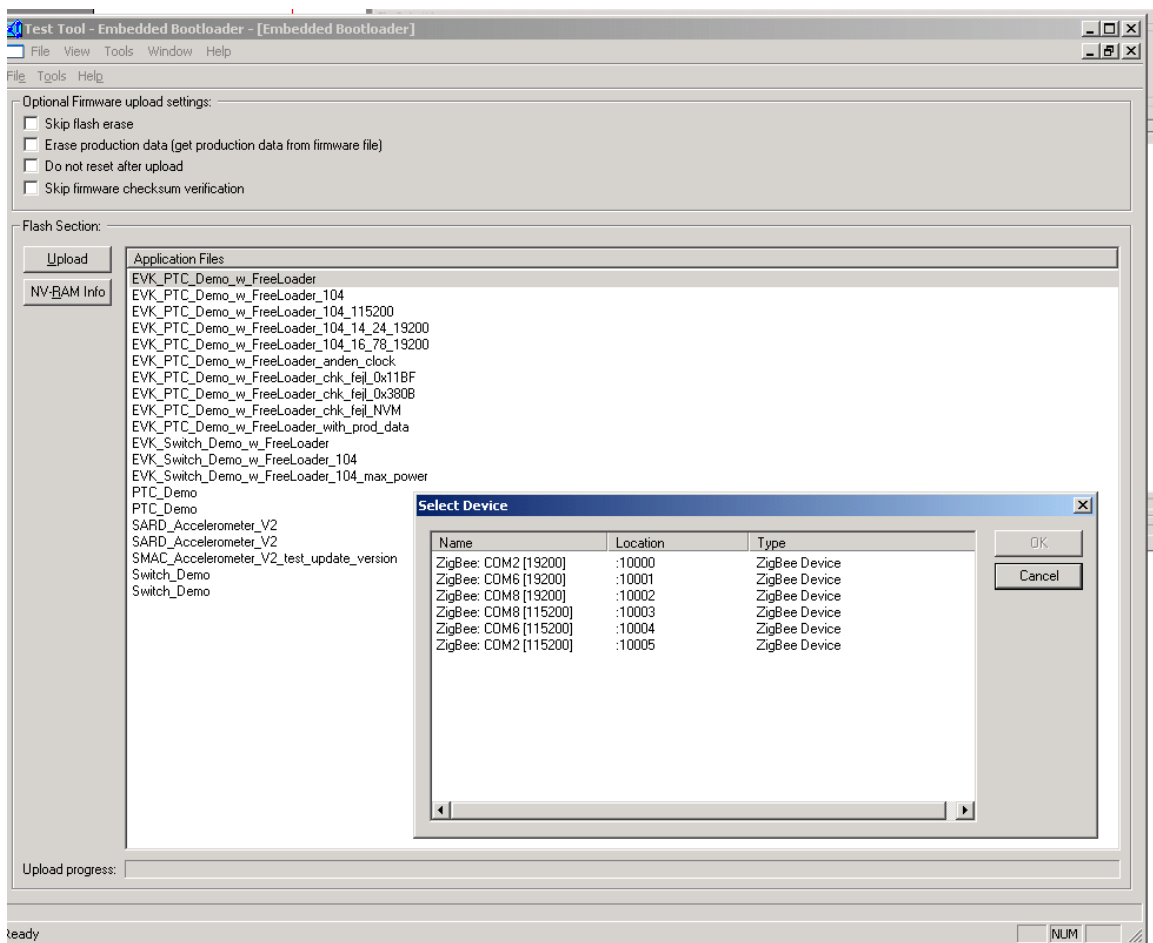 Test Tool - Embedded Bootloader - [Embedded Bootloader]
File View Tools Window Help
File Tools Help
Optional Firmware upload settings:
Skip flash erase
Erase production data (get production data from firmware file)
Do not reset after upload
Skip firmware checksum verification
Flash Section:
Upload
NV-RAM Info
Application Files
EVK_PTC_Demo_w_FreeLoader
EVK_PTC_Demo_w_FreeLoader_104
EVK_PTC_Demo_w_FreeLoader_104_115200
EVK_PTC_Demo_w_FreeLoader_104_14_24_19200
EVK_PTC_Demo_w_FreeLoader_104_16_78_19200
EVK_PTC_Demo_w_FreeLoader_anden_clock
EVK_PTC_Demo_w_FreeLoader_chk_fejl_0x11BF
EVK_PTC_Demo_w_FreeLoader_chk_fejl_0x380B
EVK_PTC_Demo_w_FreeLoader_chk_fejl_NVM
EVK_PTC_Demo_w_FreeLoader_with_prod_data
EVK_Switch_Demo_w_FreeLoader
EVK_Switch_Demo_w_FreeLoader_104
EVK_Switch_Demo_w_FreeLoader_104_max_power
PTC_Demo
PTC_Demo
SARD_Accelerometer_V2
SARD_Accelerometer_V2
SMAC_Accelerometer_V2_test_update_version
Switch_Demo
Switch_Demo
Select Device
Name Location Type
ZigBee: COM2 [19200] :10000 ZigBee Device
ZigBee: COM6 [19200] :10001 ZigBee Device
ZigBee: COM8 [19200] :10002 ZigBee Device
ZigBee: COM8 [115200] :10003 ZigBee Device
ZigBee: COM6 [115200] :10004 ZigBee Device
ZigBee: COM2 [115200] :10005 ZigBee Device
OK
Cancel
Upload progress:
Ready
NUM